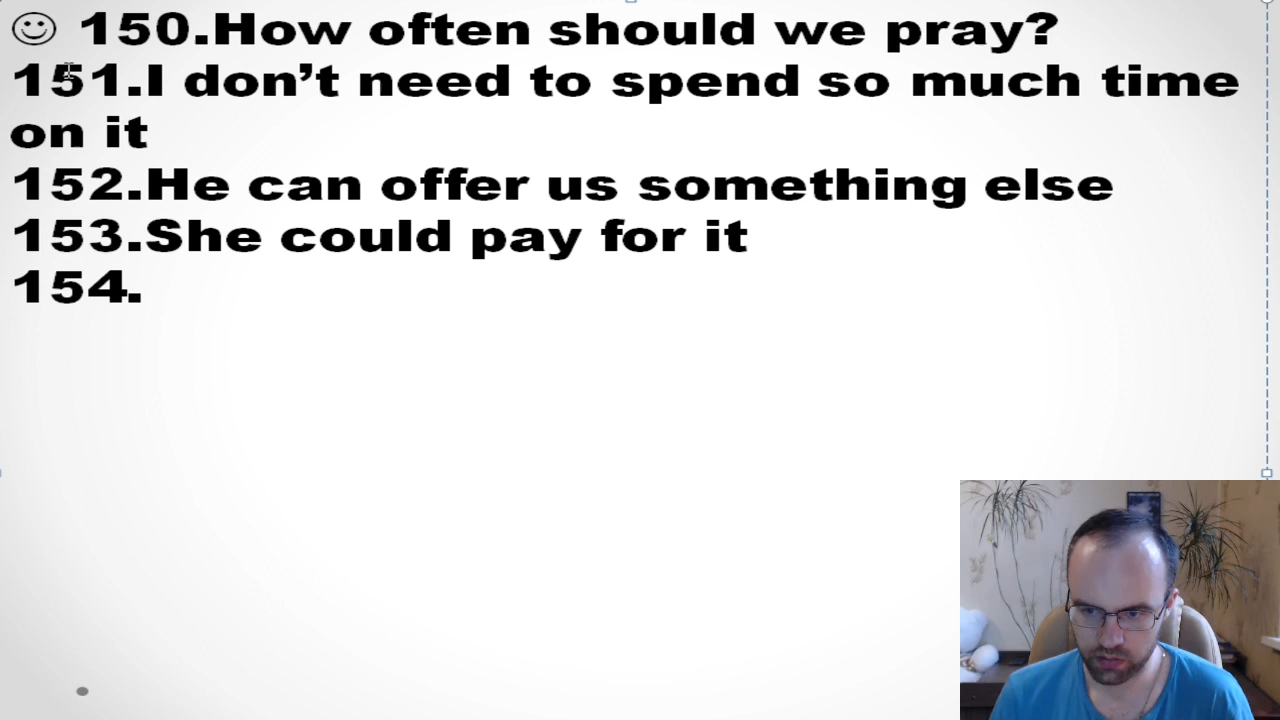 ☺ 150.How often should we pray?
151.I don’t need to spend so much time
on it
152.He can offer us something else
153.She could pay for it
154.